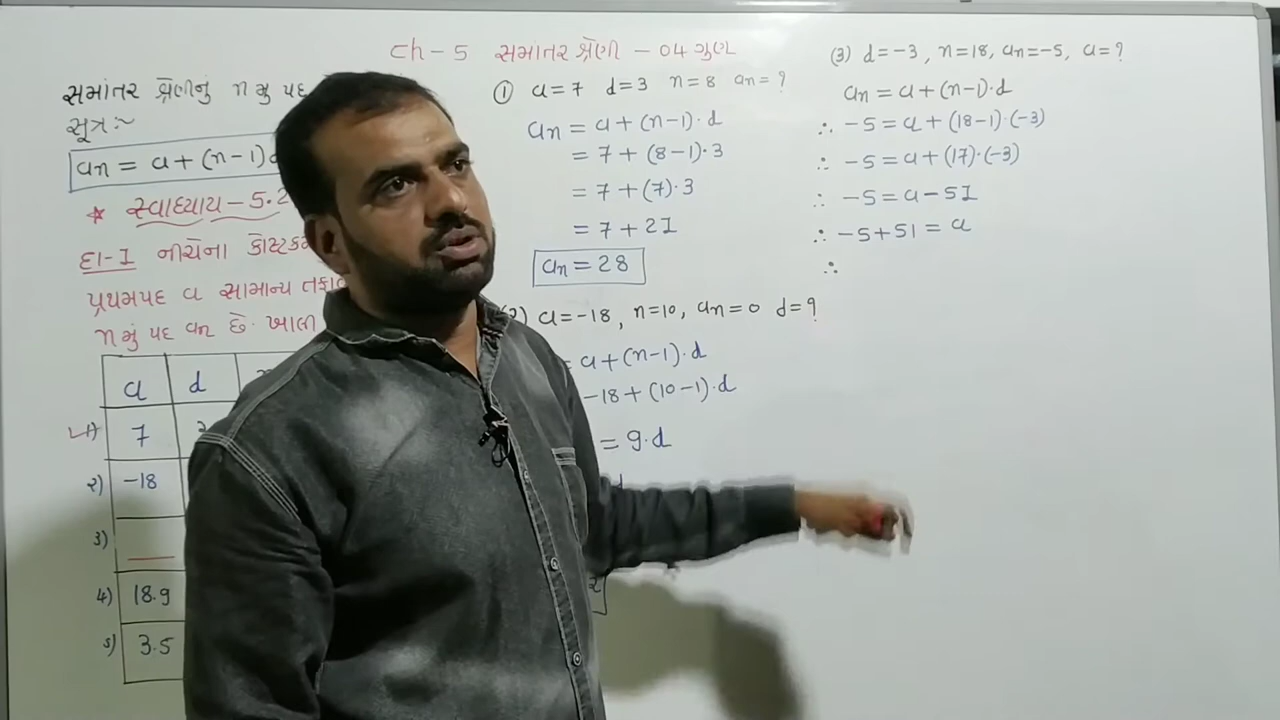 Ch-5 સમાંતર શ્રેણી - 04 ગુણ
સમાંતર શ્રેણીનું n મુ પદ
સૂત્ર:~
an = a + (n-1)
* સ્વાધ્યાય - 5.2
દા-1 નીચેના
પ્રથમપદ a સામાન્ય
n મું પદ an છે. ખાલી
a d
1) 7
૨) -18
3)
4) 18.9
5) 3.5
① a=7 d=3 n=8 an=?
an = a + (n-1)·d
= 7 + (8-1)·3
= 7 + (7)·3
= 7 + 21
an = 28
a=-18, n=10, an=0 d=?
= a + (n-1)·d
-18 + (10-1)·d
= 9·d
(3) d=-3, n=18, an=-5, a=?
an = a + (n-1)·d
∴ -5 = a + (18-1)·(-3)
∴ -5 = a + (17)·(-3)
∴ -5 = a - 51
∴ -5+51 = a
∴